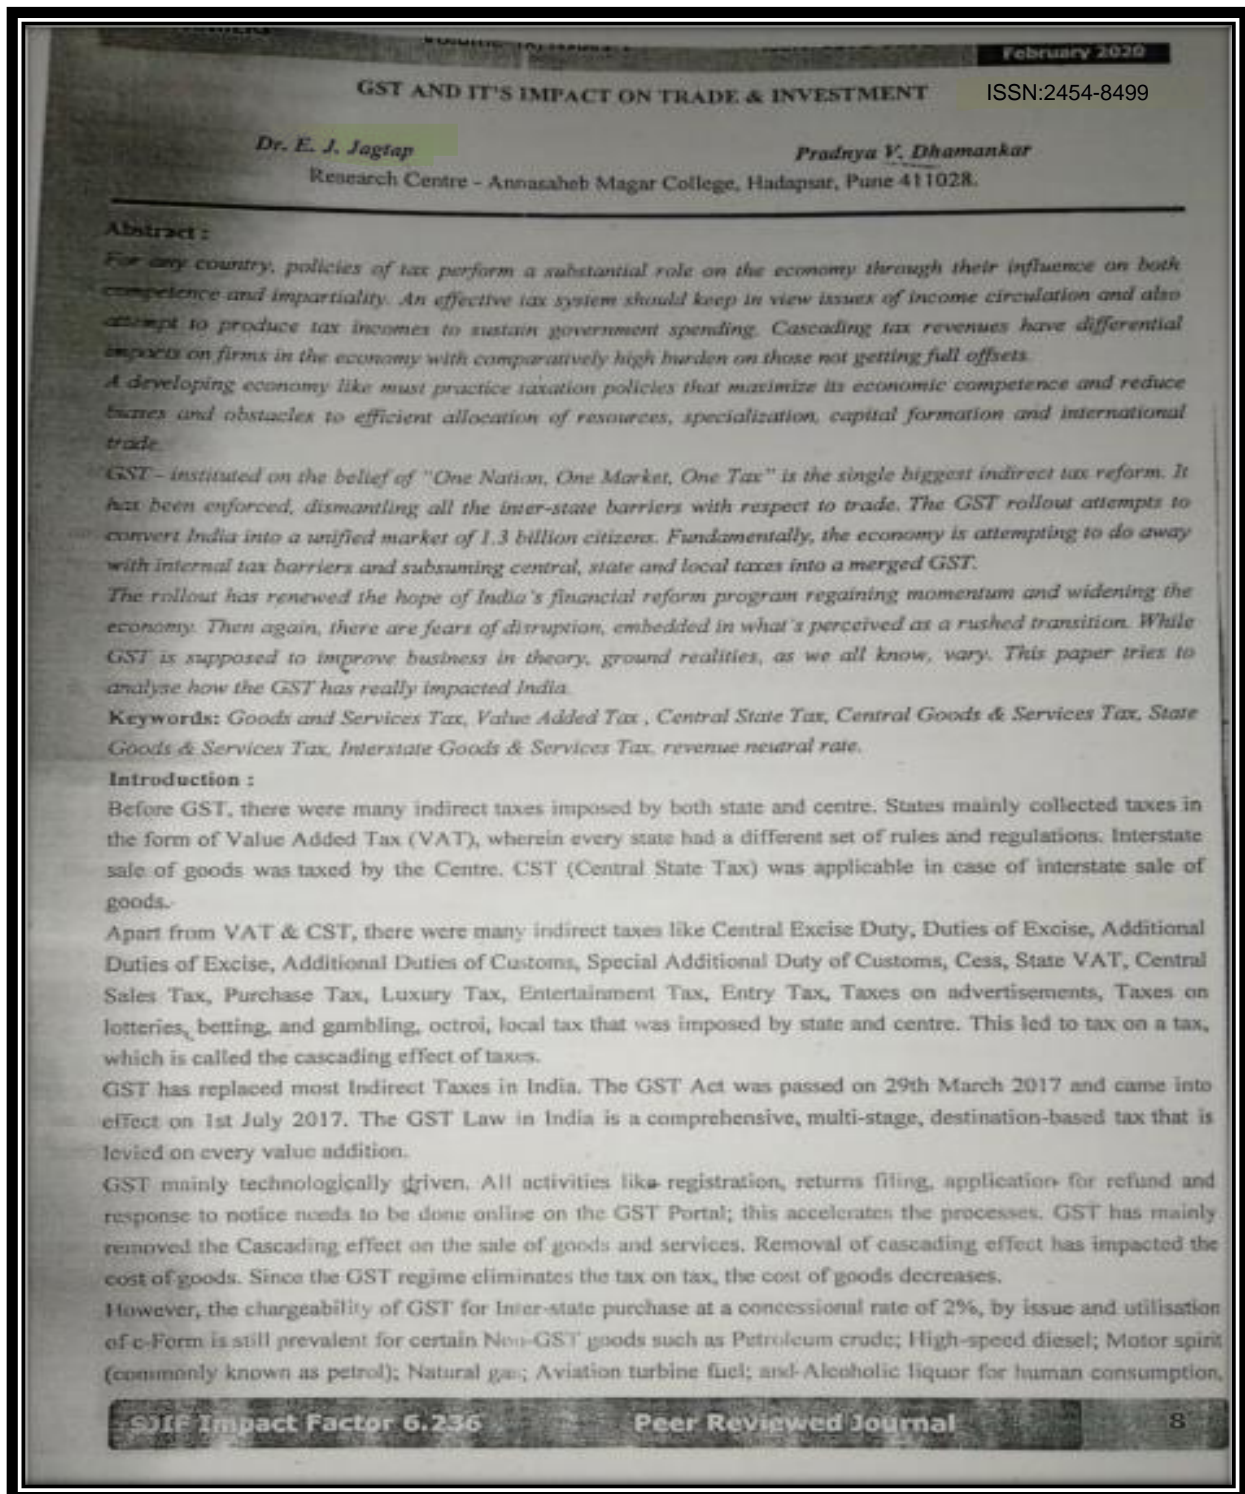 February 2020
GST AND IT'S IMPACT ON TRADE & INVESTMENT
ISSN:2454-8499
Dr. E. J. Jagtap
Pradnya V. Dhamankar
Research Centre - Annasaheb Magar College, Hadapsar, Pune 411028.
Abstract :
For any country, policies of tax perform a substantial role on the economy through their influence on both
competence and impartiality. An effective tax system should keep in view issues of income circulation and also
attempt to produce tax incomes to sustain government spending. Cascading tax revenues have differential
impacts on firms in the economy with comparatively high burden on those not getting full offsets.
A developing economy like must practice taxation policies that maximize its economic competence and reduce
biases and obstacles to efficient allocation of resources, specialization, capital formation and international
trade.
GST – instituted on the belief of "One Nation, One Market, One Tax" is the single biggest indirect tax reform. It
has been enforced, dismantling all the inter-state barriers with respect to trade. The GST rollout attempts to
convert India into a unified market of 1.3 billion citizens. Fundamentally, the economy is attempting to do away
with internal tax barriers and subsuming central, state and local taxes into a merged GST.
The rollout has renewed the hope of India's financial reform program regaining momentum and widening the
economy. Then again, there are fears of disruption, embedded in what's perceived as a rushed transition. While
GST is supposed to improve business in theory, ground realities, as we all know, vary. This paper tries to
analyse how the GST has really impacted India.
Keywords: Goods and Services Tax, Value Added Tax , Central State Tax, Central Goods & Services Tax, State
Goods & Services Tax, Interstate Goods & Services Tax, revenue neutral rate.
Introduction :
Before GST, there were many indirect taxes imposed by both state and centre. States mainly collected taxes in
the form of Value Added Tax (VAT), wherein every state had a different set of rules and regulations. Interstate
sale of goods was taxed by the Centre. CST (Central State Tax) was applicable in case of interstate sale of
goods.
Apart from VAT & CST, there were many indirect taxes like Central Excise Duty, Duties of Excise, Additional
Duties of Excise, Additional Duties of Customs, Special Additional Duty of Customs, Cess, State VAT, Central
Sales Tax, Purchase Tax, Luxury Tax, Entertainment Tax, Entry Tax, Taxes on advertisements, Taxes on
lotteries, betting, and gambling, octroi, local tax that was imposed by state and centre. This led to tax on a tax,
which is called the cascading effect of taxes.
GST has replaced most Indirect Taxes in India. The GST Act was passed on 29th March 2017 and came into
effect on 1st July 2017. The GST Law in India is a comprehensive, multi-stage, destination-based tax that is
levied on every value addition.
GST mainly technologically driven. All activities like registration, returns filing, application for refund and
response to notice needs to be done online on the GST Portal; this accelerates the processes. GST has mainly
removed the Cascading effect on the sale of goods and services. Removal of cascading effect has impacted the
cost of goods. Since the GST regime eliminates the tax on tax, the cost of goods decreases.
However, the chargeability of GST for Inter-state purchase at a concessional rate of 2%, by issue and utilisation
of c-Form is still prevalent for certain Non-GST goods such as Petroleum crude; High-speed diesel; Motor spirit
(commonly known as petrol); Natural gas; Aviation turbine fuel; and Alcoholic liquor for human consumption,
SJIF Impact Factor 6.236
Peer Reviewed Journal
8